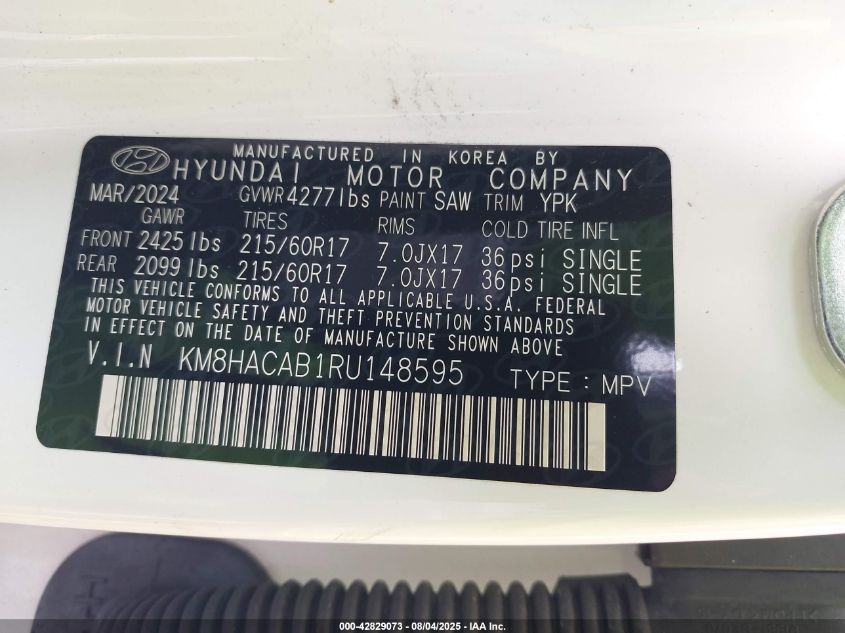 MANUFACTURED IN KOREA BY
HYUNDAI MOTOR COMPANY
MAR/2024 GVWR 4277 lbs PAINT SAW TRIM YPK
GAWR TIRES RIMS COLD TIRE INFL
FRONT 2425 lbs 215/60R17 7.0JX17 36psi SINGLE
REAR 2099 lbs 215/60R17 7.0JX17 36psi SINGLE
THIS VEHICLE CONFORMS TO ALL APPLICABLE U.S.A. FEDERAL
MOTOR VEHICLE SAFETY AND THEFT PREVENTION STANDARDS
IN EFFECT ON THE DATE OF MANUFACTURE SHOWN ABOVE
V.I.N KM8HACAB1RU148595 TYPE : MPV
000-42829073 - 08/04/2025 - IAA Inc.